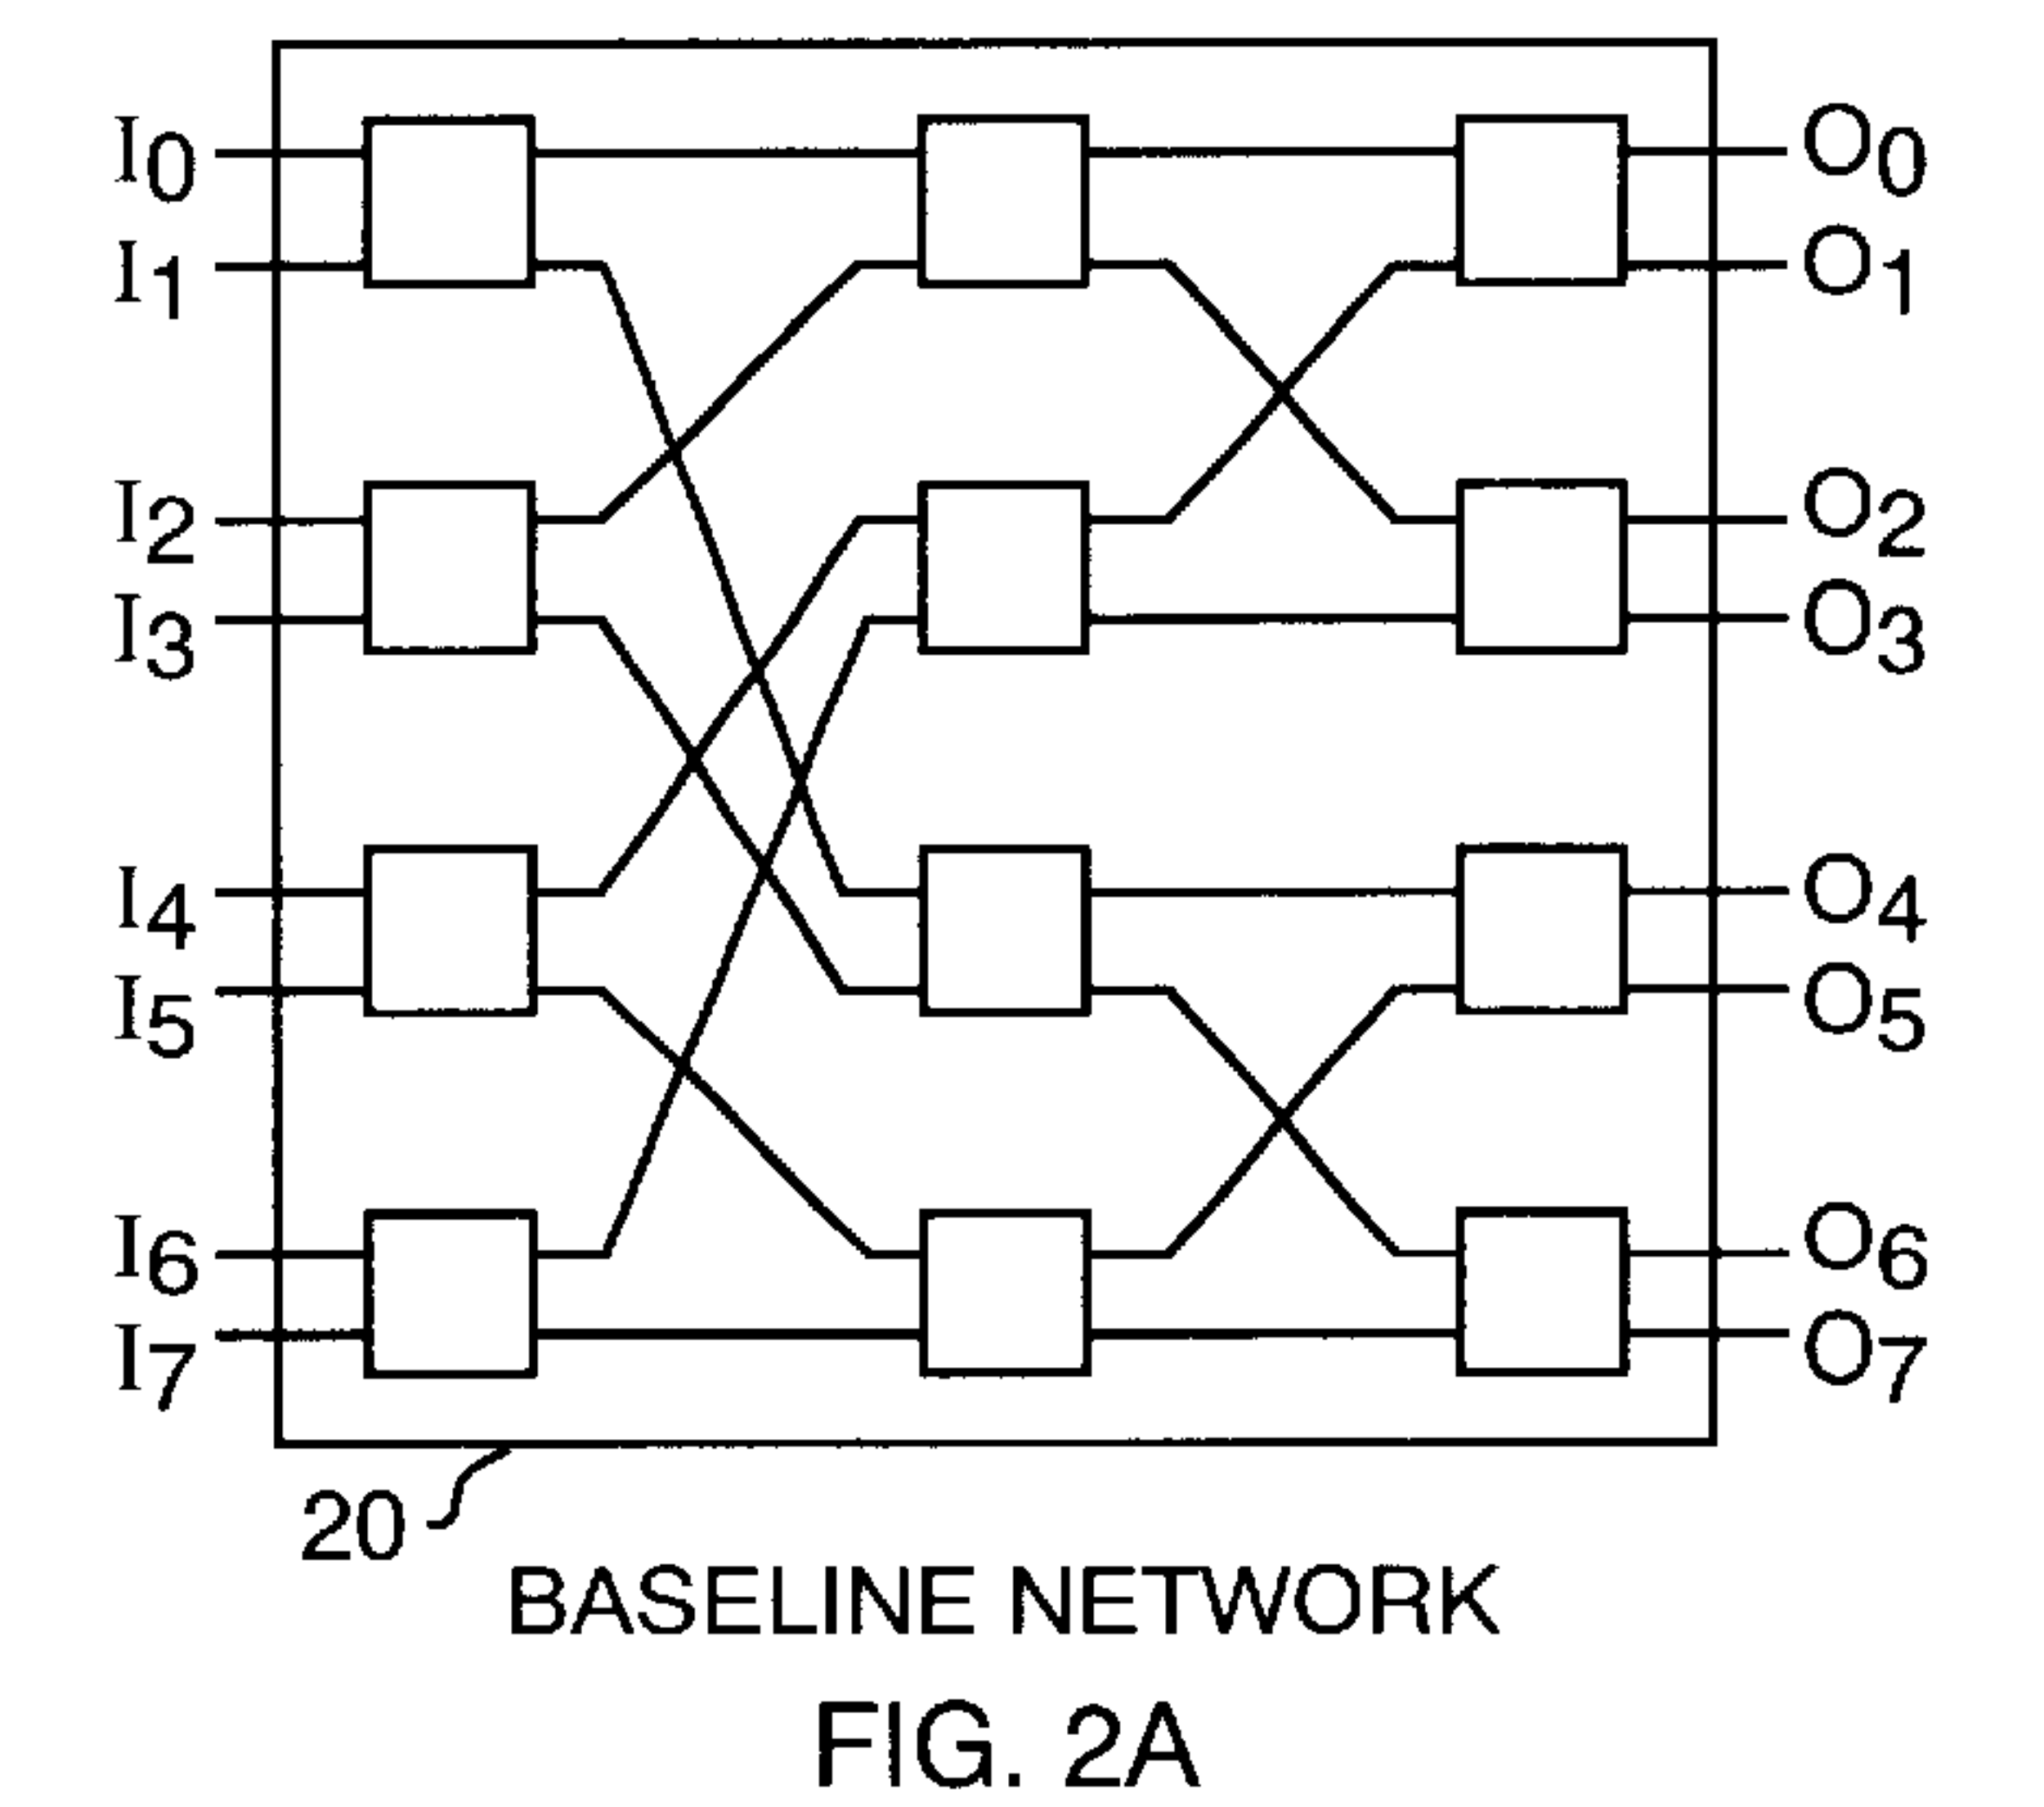 I0 O0
I1 O1
I2 O2
I3 O3
I4 O4
I5 O5
I6 O6
I7 O7
20
BASELINE NETWORK
FIG. 2A